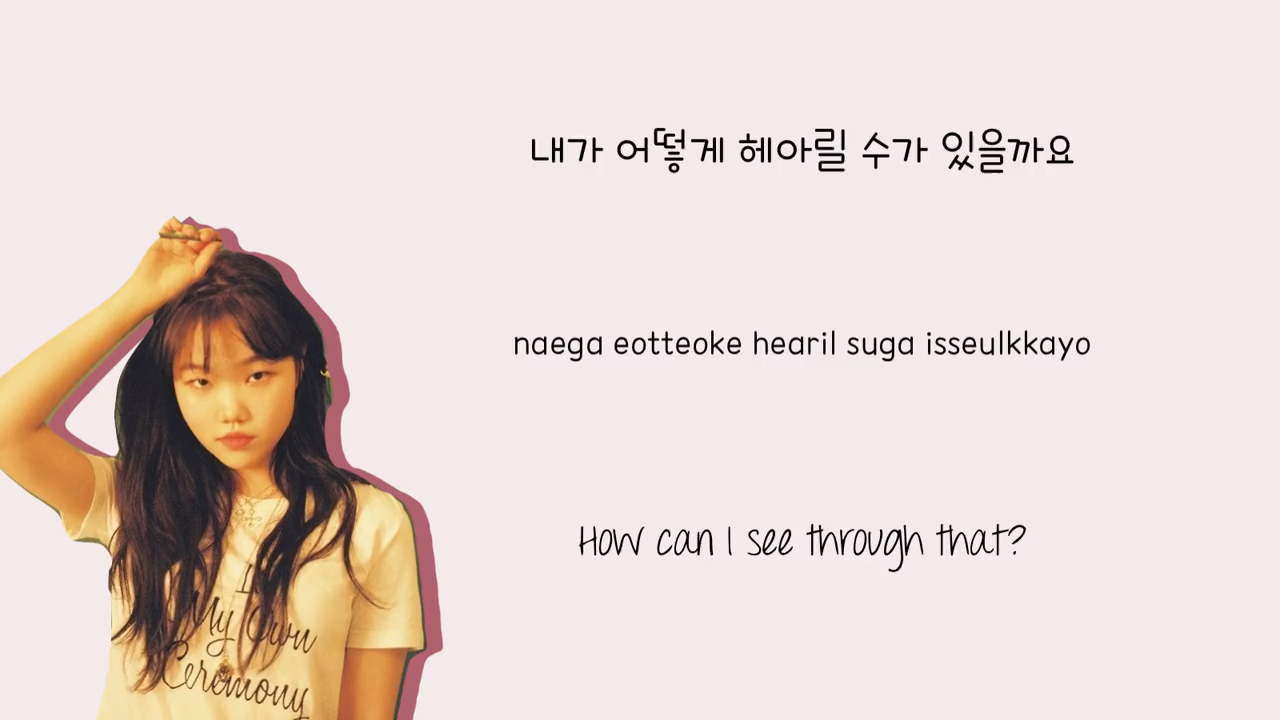 내가 어떻게 헤아릴 수가 있을까요
naega eotteoke hearil suga isseulkkayo
How can I see through that?
My Own
Ceremony